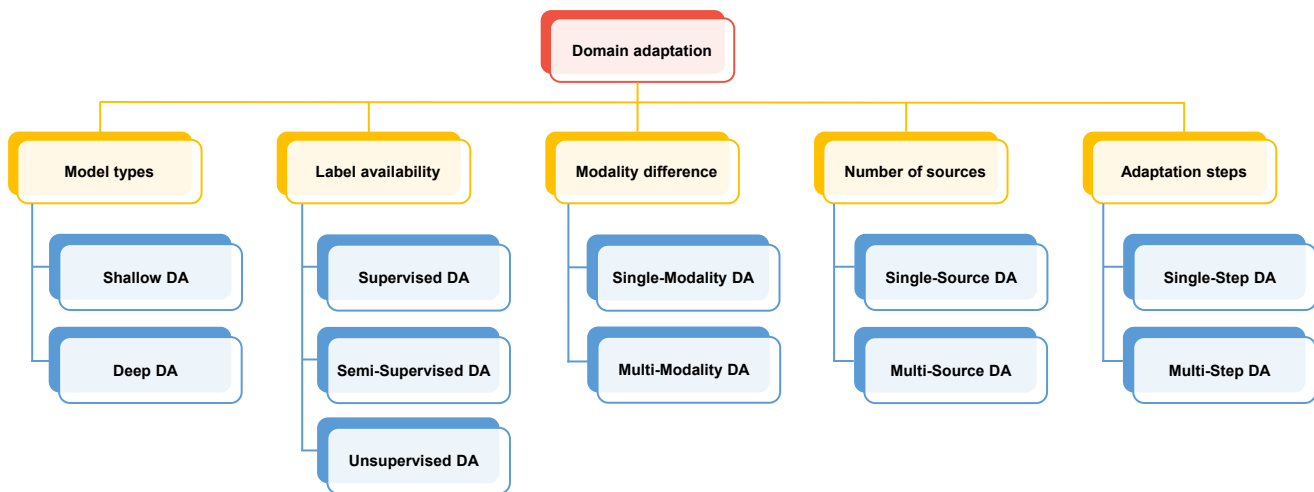 Domain adaptation
Model types
Label availability
Modality difference
Number of sources
Adaptation steps
Shallow DA
Supervised DA
Single-Modality DA
Single-Source DA
Single-Step DA
Deep DA
Semi-Supervised DA
Multi-Modality DA
Multi-Source DA
Multi-Step DA
Unsupervised DA